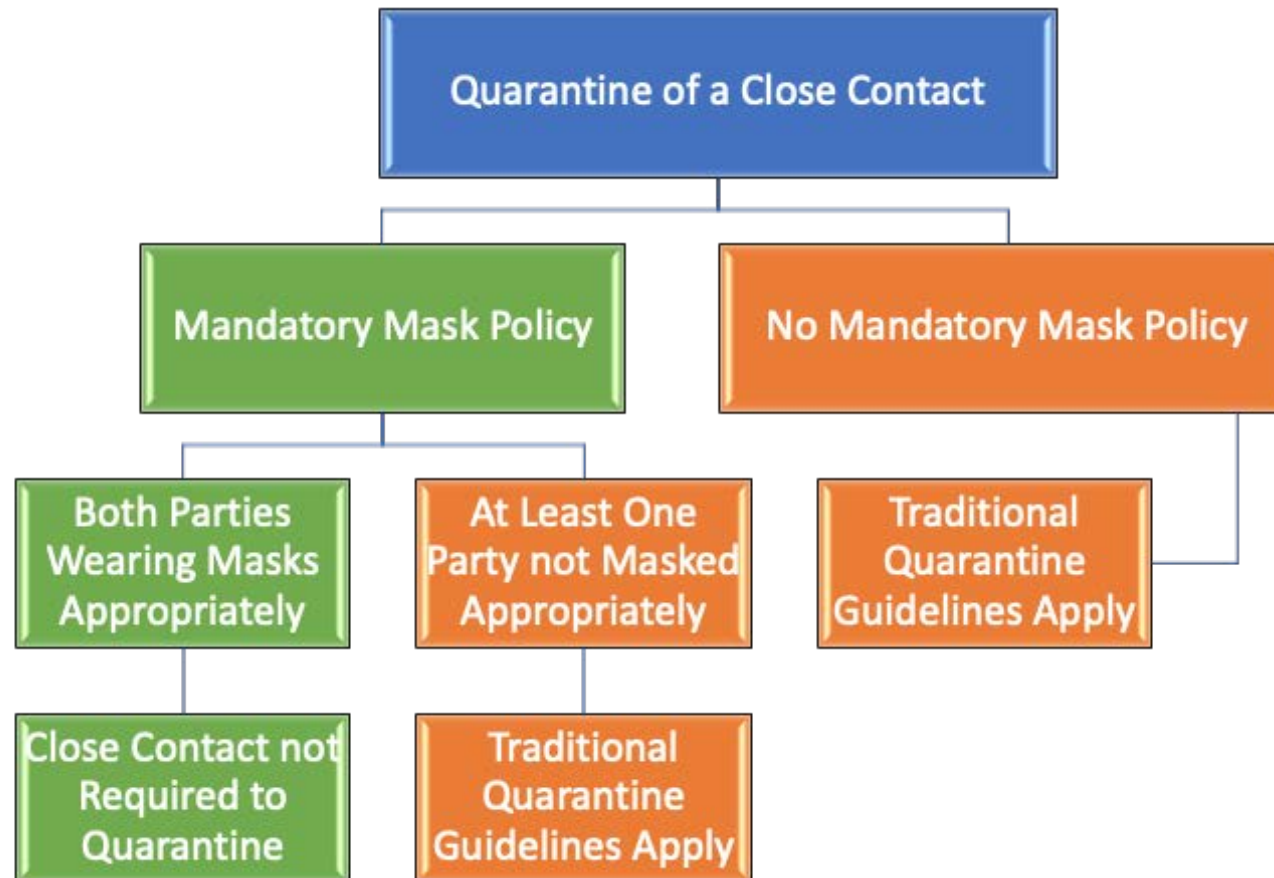 Quarantine of a Close Contact
Mandatory Mask Policy
No Mandatory Mask Policy
Both Parties
Wearing Masks
Appropriately
At Least One
Party not Masked
Appropriately
Traditional
Quarantine
Guidelines Apply
Close Contact not
Required to
Quarantine
Traditional
Quarantine
Guidelines Apply